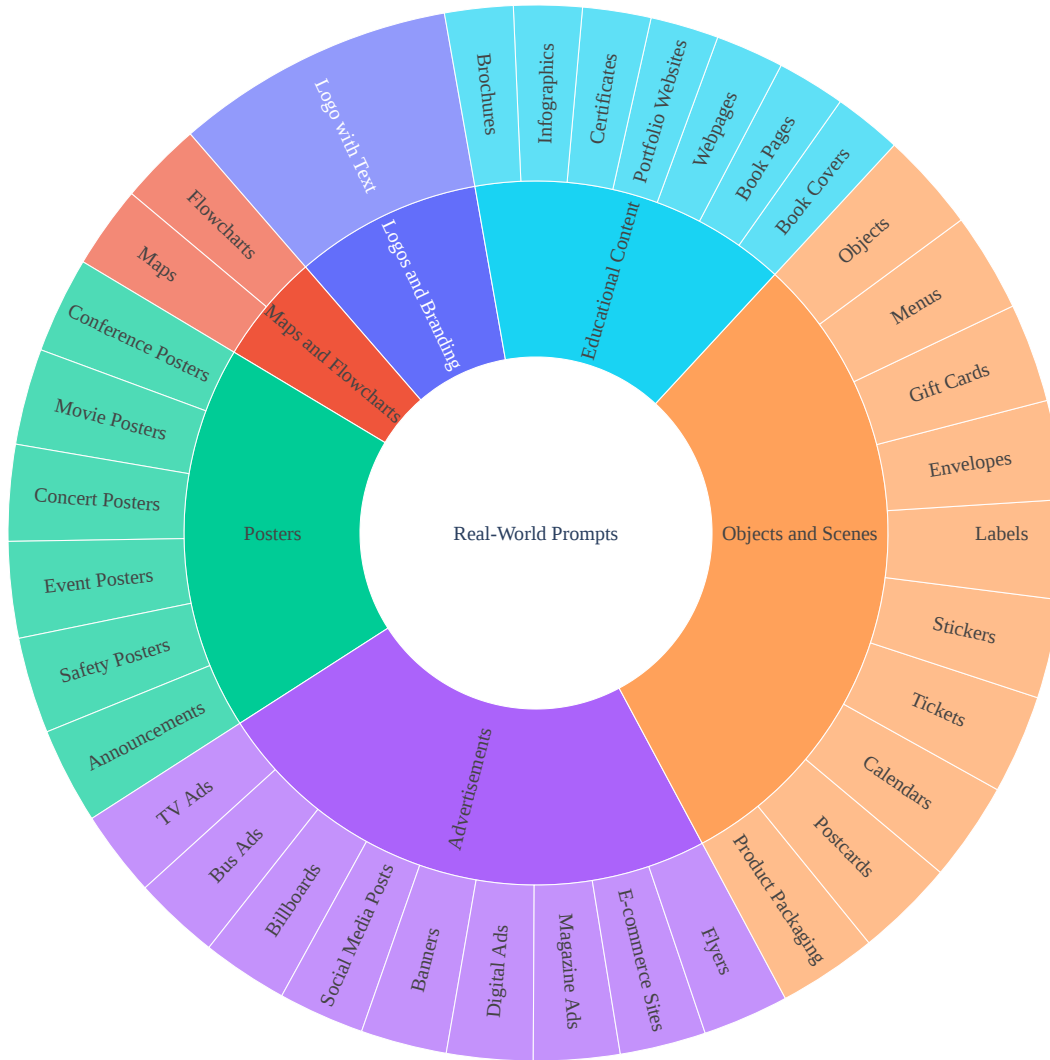 Real-World Prompts
Educational Content
Brochures
Infographics
Certificates
Portfolio Websites
Webpages
Book Pages
Book Covers
Objects and Scenes
Objects
Menus
Gift Cards
Envelopes
Labels
Stickers
Tickets
Calendars
Postcards
Product Packaging
Advertisements
Flyers
E-commerce Sites
Magazine Ads
Digital Ads
Banners
Social Media Posts
Billboards
Bus Ads
TV Ads
Posters
Announcements
Safety Posters
Event Posters
Concert Posters
Movie Posters
Conference Posters
Maps and Flowcharts
Maps
Flowcharts
Logos and Branding
Logo with Text